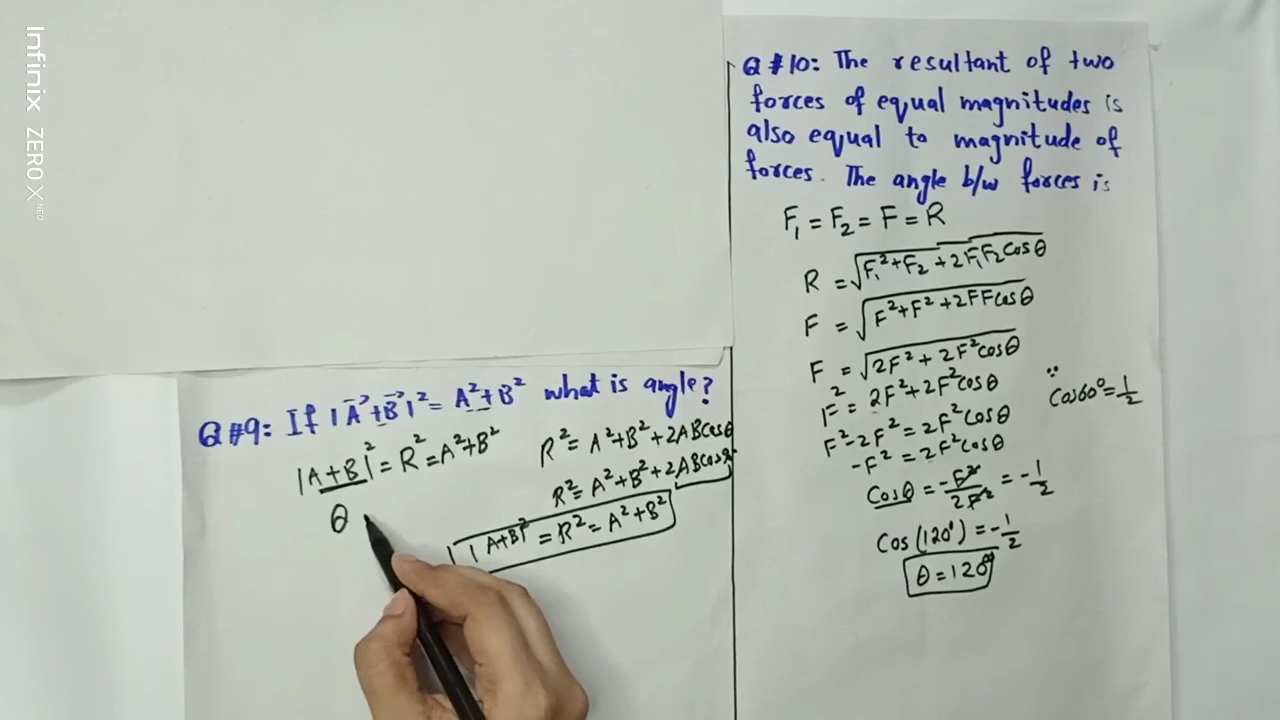 Infinix ZERO X NEO
Q #9: If |A⃗+B⃗|² = A²+B² what is angle?
|A+B|² = R² = A²+B²
θ
R² = A²+B²+2ABcosθ
R² = A²+B²+2ABcos
|A+B|² = R² = A²+B²
Q #10: The resultant of two
forces of equal magnitudes is
also equal to magnitude of
forces. The angle b/w forces is
F₁ = F₂ = F = R
R = √F₁²+F₂+2F₁F₂Cosθ
F = √F²+F²+2FFCosθ
F = √2F²+2F²cosθ
F² = 2F²+2F²cosθ
∵ Cos60° = 1/2
F²-2F² = 2F²cosθ
-F² = 2F²cosθ
Cosθ = -F²/2F² = -1/2
Cos(120°) = -1/2
θ = 120°